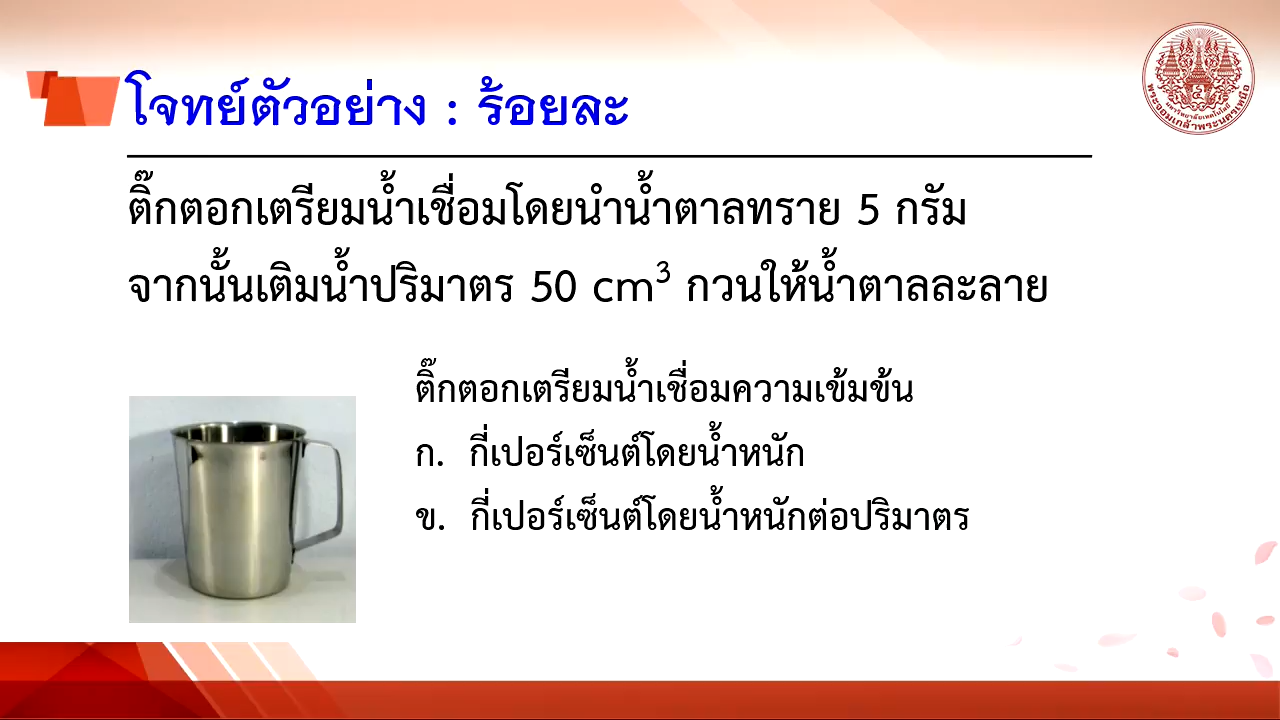 โจทย์ตัวอย่าง : ร้อยละ
ติ๊กตอกเตรียมน้ำเชื่อมโดยนำน้ำตาลทราย 5 กรัม
จากนั้นเติมน้ำปริมาตร 50 cm³ กวนให้น้ำตาลละลาย
ติ๊กตอกเตรียมน้ำเชื่อมความเข้มข้น
ก. กี่เปอร์เซ็นต์โดยน้ำหนัก
ข. กี่เปอร์เซ็นต์โดยน้ำหนักต่อปริมาตร